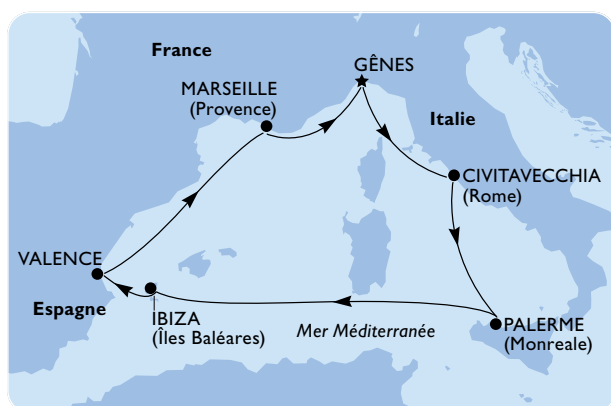 France
GÊNES
MARSEILLE
(Provence)
Italie
CIVITAVECCHIA
(Rome)
VALENCE
Espagne
IBIZA
(Îles Baléares)
Mer Méditerranée
PALERME
(Monreale)